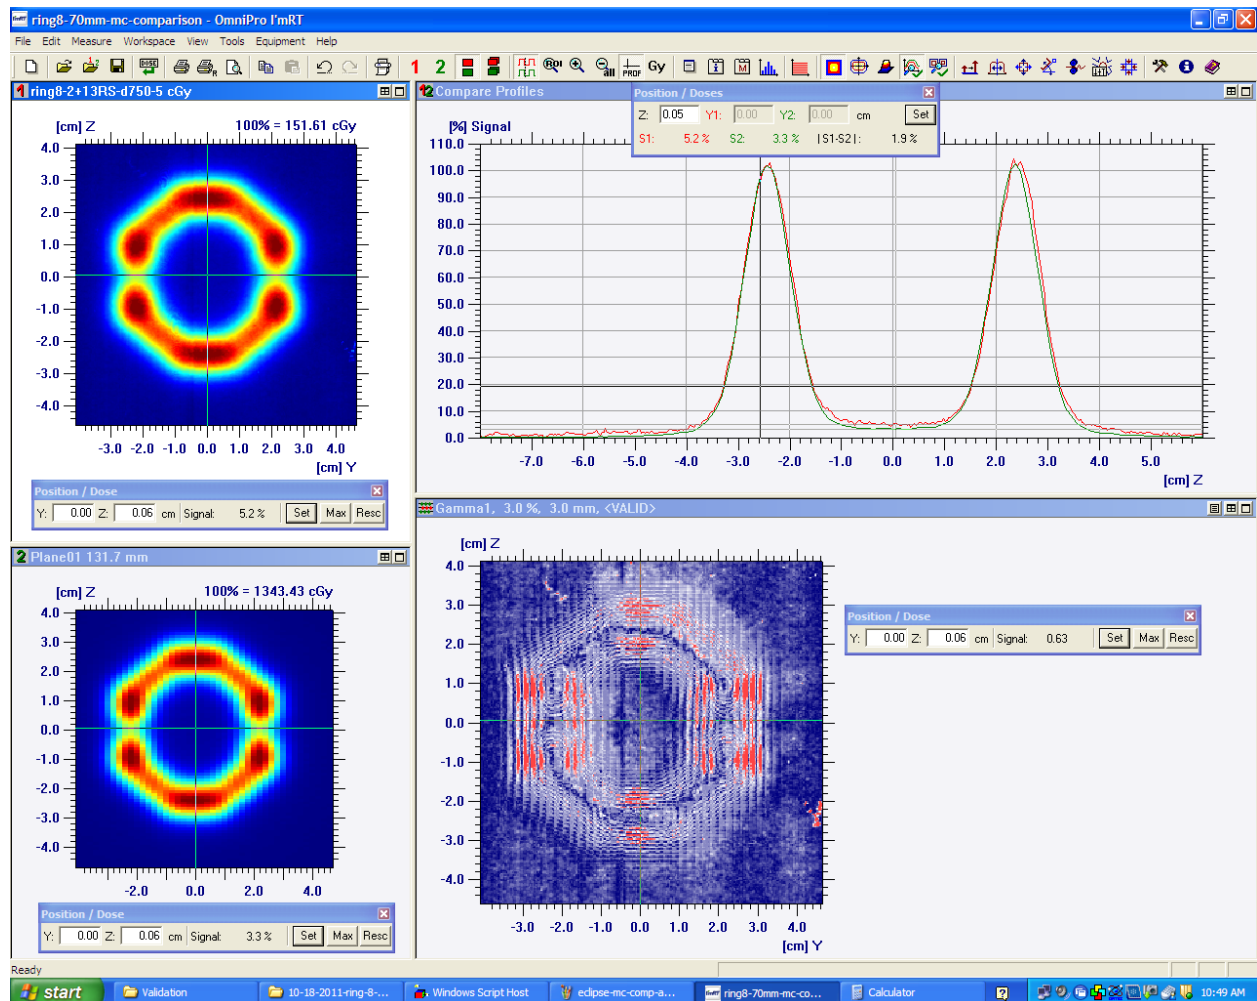 ring8-70mm-mc-comparison - OmniPro I'mRT
File Edit Measure Workspace View Tools Equipment Help
1 2 Gy
1 ring8-2+13RS-d750-5 cGy
[cm] Z 100% = 151.61 cGy
4.0
3.0
2.0
1.0
0.0
-1.0
-2.0
-3.0
-4.0
-3.0 -2.0 -1.0 0.0 1.0 2.0 3.0
[cm] Y
Position / Dose
Y: 0.00 Z: 0.06 cm Signal: 5.2 % Set Max Resc
12 Compare Profiles
Position / Doses
Z: 0.05 Y1: 0.00 Y2: 0.00 cm Set
S1: 5.2 % S2: 3.3 % |S1-S2|: 1.9 %
[%] Signal
110.0
100.0
90.0
80.0
70.0
60.0
50.0
40.0
30.0
20.0
10.0
0.0
-7.0 -6.0 -5.0 -4.0 -3.0 -2.0 -1.0 0.0 1.0 2.0 3.0 4.0 5.0
[cm] Z
2 Plane01 131.7 mm
[cm] Z 100% = 1343.43 cGy
4.0
3.0
2.0
1.0
0.0
-1.0
-2.0
-3.0
-4.0
-2.0 0.0 2.0 4.0
[cm] Y
Position / Dose
Y: 0.00 Z: 0.06 cm Signal: 3.3 % Set Max Resc
Gamma1, 3.0 %, 3.0 mm, <VALID>
[cm] Z
4.0
3.0
2.0
1.0
0.0
-1.0
-2.0
-3.0
-4.0
-3.0 -2.0 -1.0 0.0 1.0 2.0 3.0 4.0
[cm] Y
Position / Dose
Y: 0.00 Z: 0.06 cm Signal: 0.63 Set Max Resc
Ready
start Validation 10-18-2011-ring-8-... Windows Script Host eclipse-mc-comp-a... ring8-70mm-mc-co... Calculator 10:49 AM